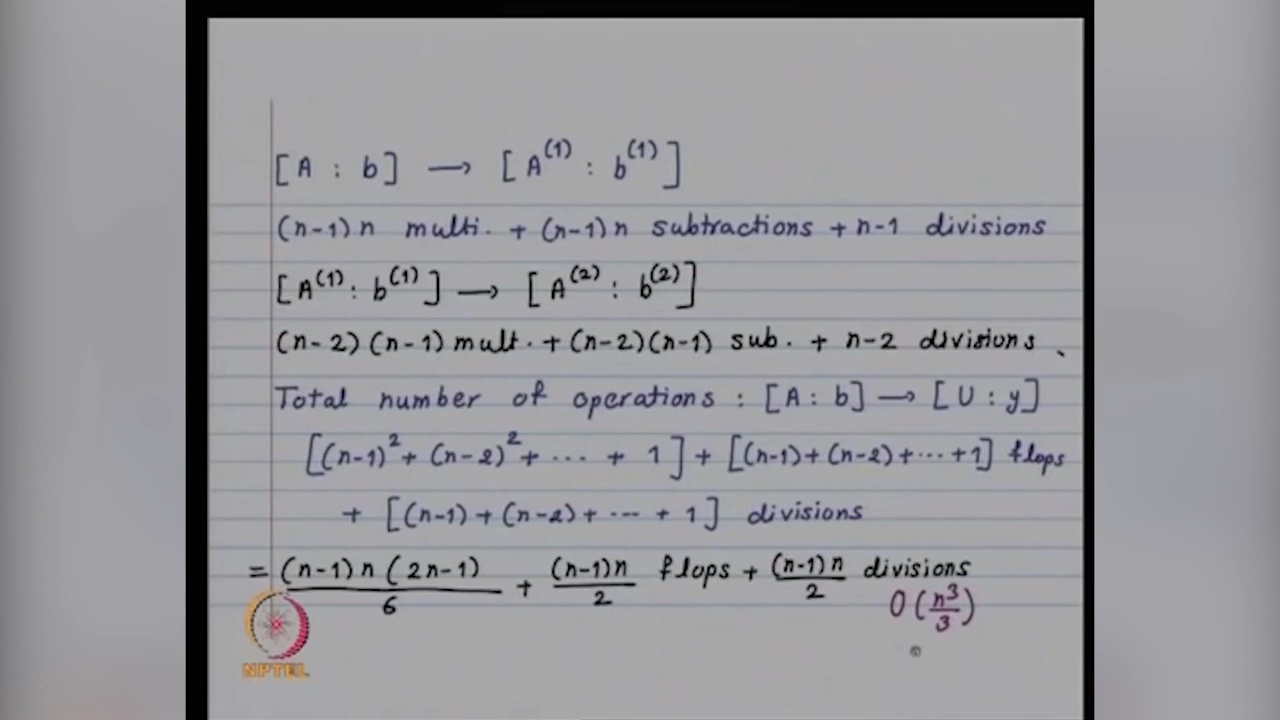 [A : b] → [A^(1) : b^(1)]
(n-1)n multi. + (n-1)n subtractions + n-1 divisions
[A^(1) : b^(1)] → [A^(2) : b^(2)]
(n-2)(n-1) mult. + (n-2)(n-1) sub. + n-2 divisions.
Total number of operations : [A : b] → [U : y]
[(n-1)^2 + (n-2)^2 + ... + 1] + [(n-1) + (n-2) + ... + 1] flops
+ [(n-1) + (n-2) + ... + 1] divisions
= (n-1)n(2n-1)/6 + (n-1)n/2 flops + (n-1)n/2 divisions
O(n^3/3)
NPTEL